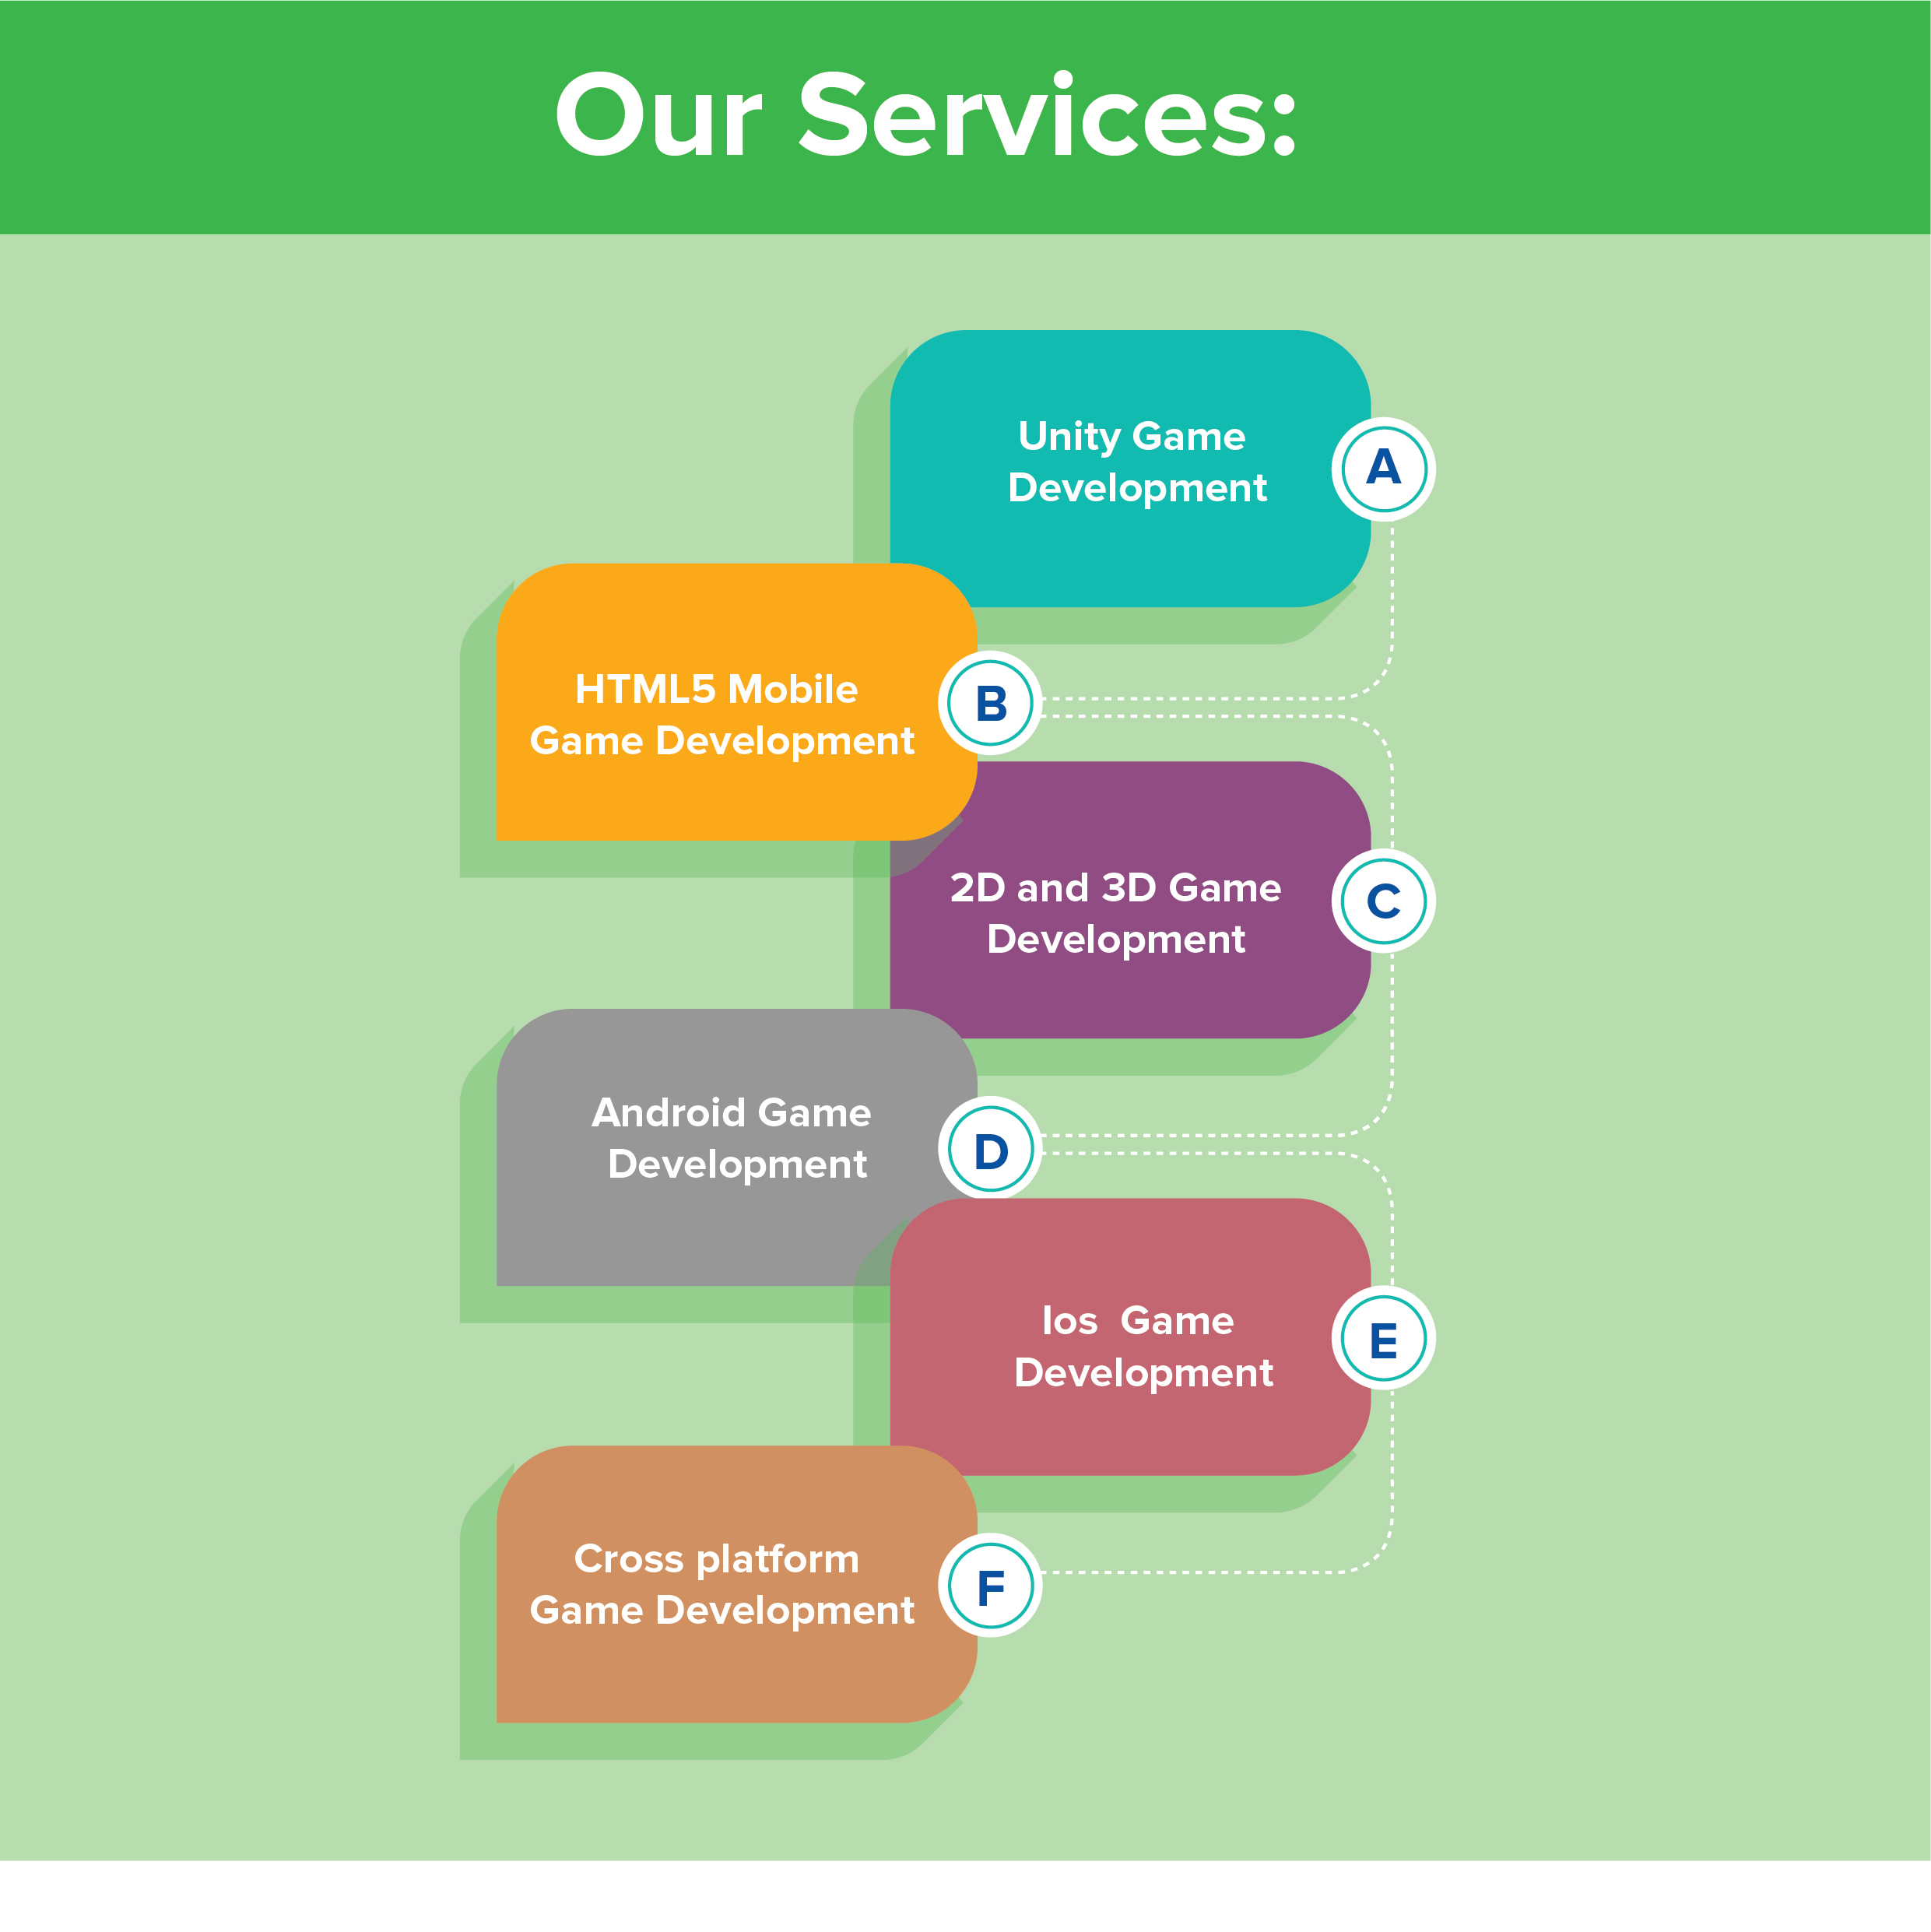 Our Services:
Unity Game
Development
A
HTML5 Mobile
Game Development
B
2D and 3D Game
Development
C
Android Game
Development
D
Ios  Game
Development
E
Cross platform
Game Development
F